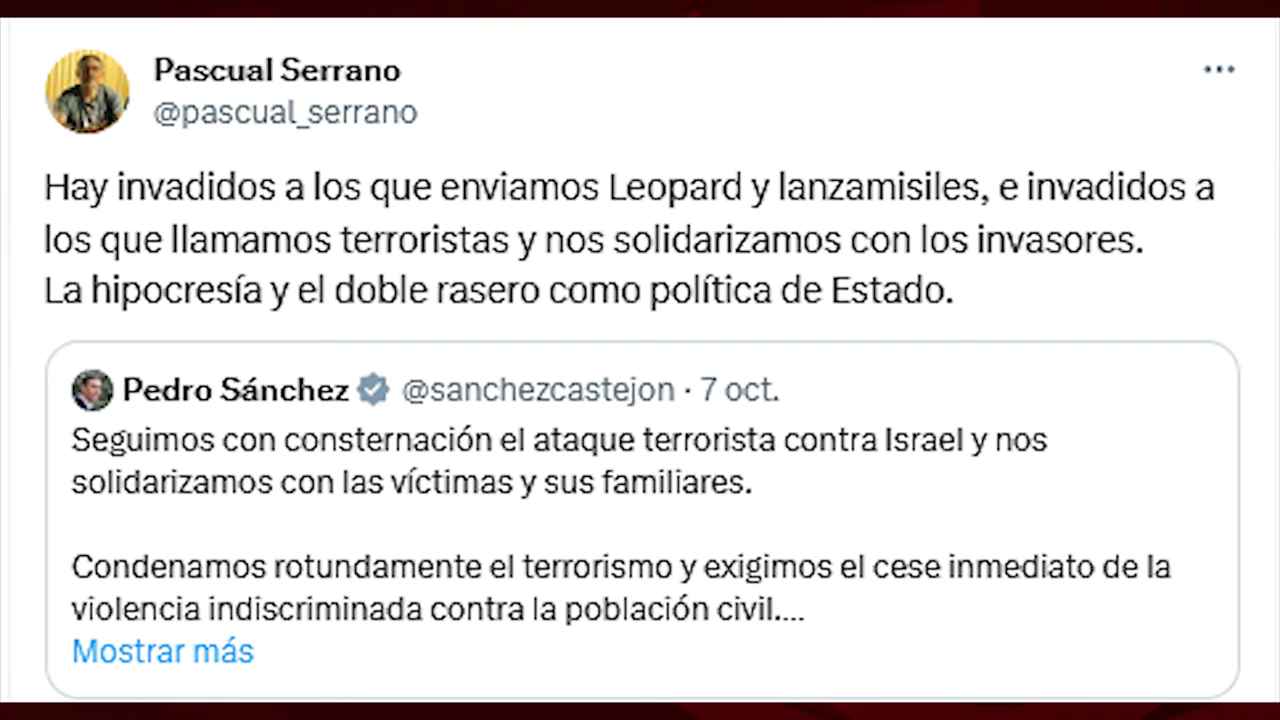 Pascual Serrano
@pascual_serrano
Hay invadidos a los que enviamos Leopard y lanzamisiles, e invadidos a
los que llamamos terroristas y nos solidarizamos con los invasores.
La hipocresía y el doble rasero como política de Estado.
Pedro Sánchez @sanchezcastejon · 7 oct.
Seguimos con consternación el ataque terrorista contra Israel y nos
solidarizamos con las víctimas y sus familiares.
Condenamos rotundamente el terrorismo y exigimos el cese inmediato de la
violencia indiscriminada contra la población civil....
Mostrar más